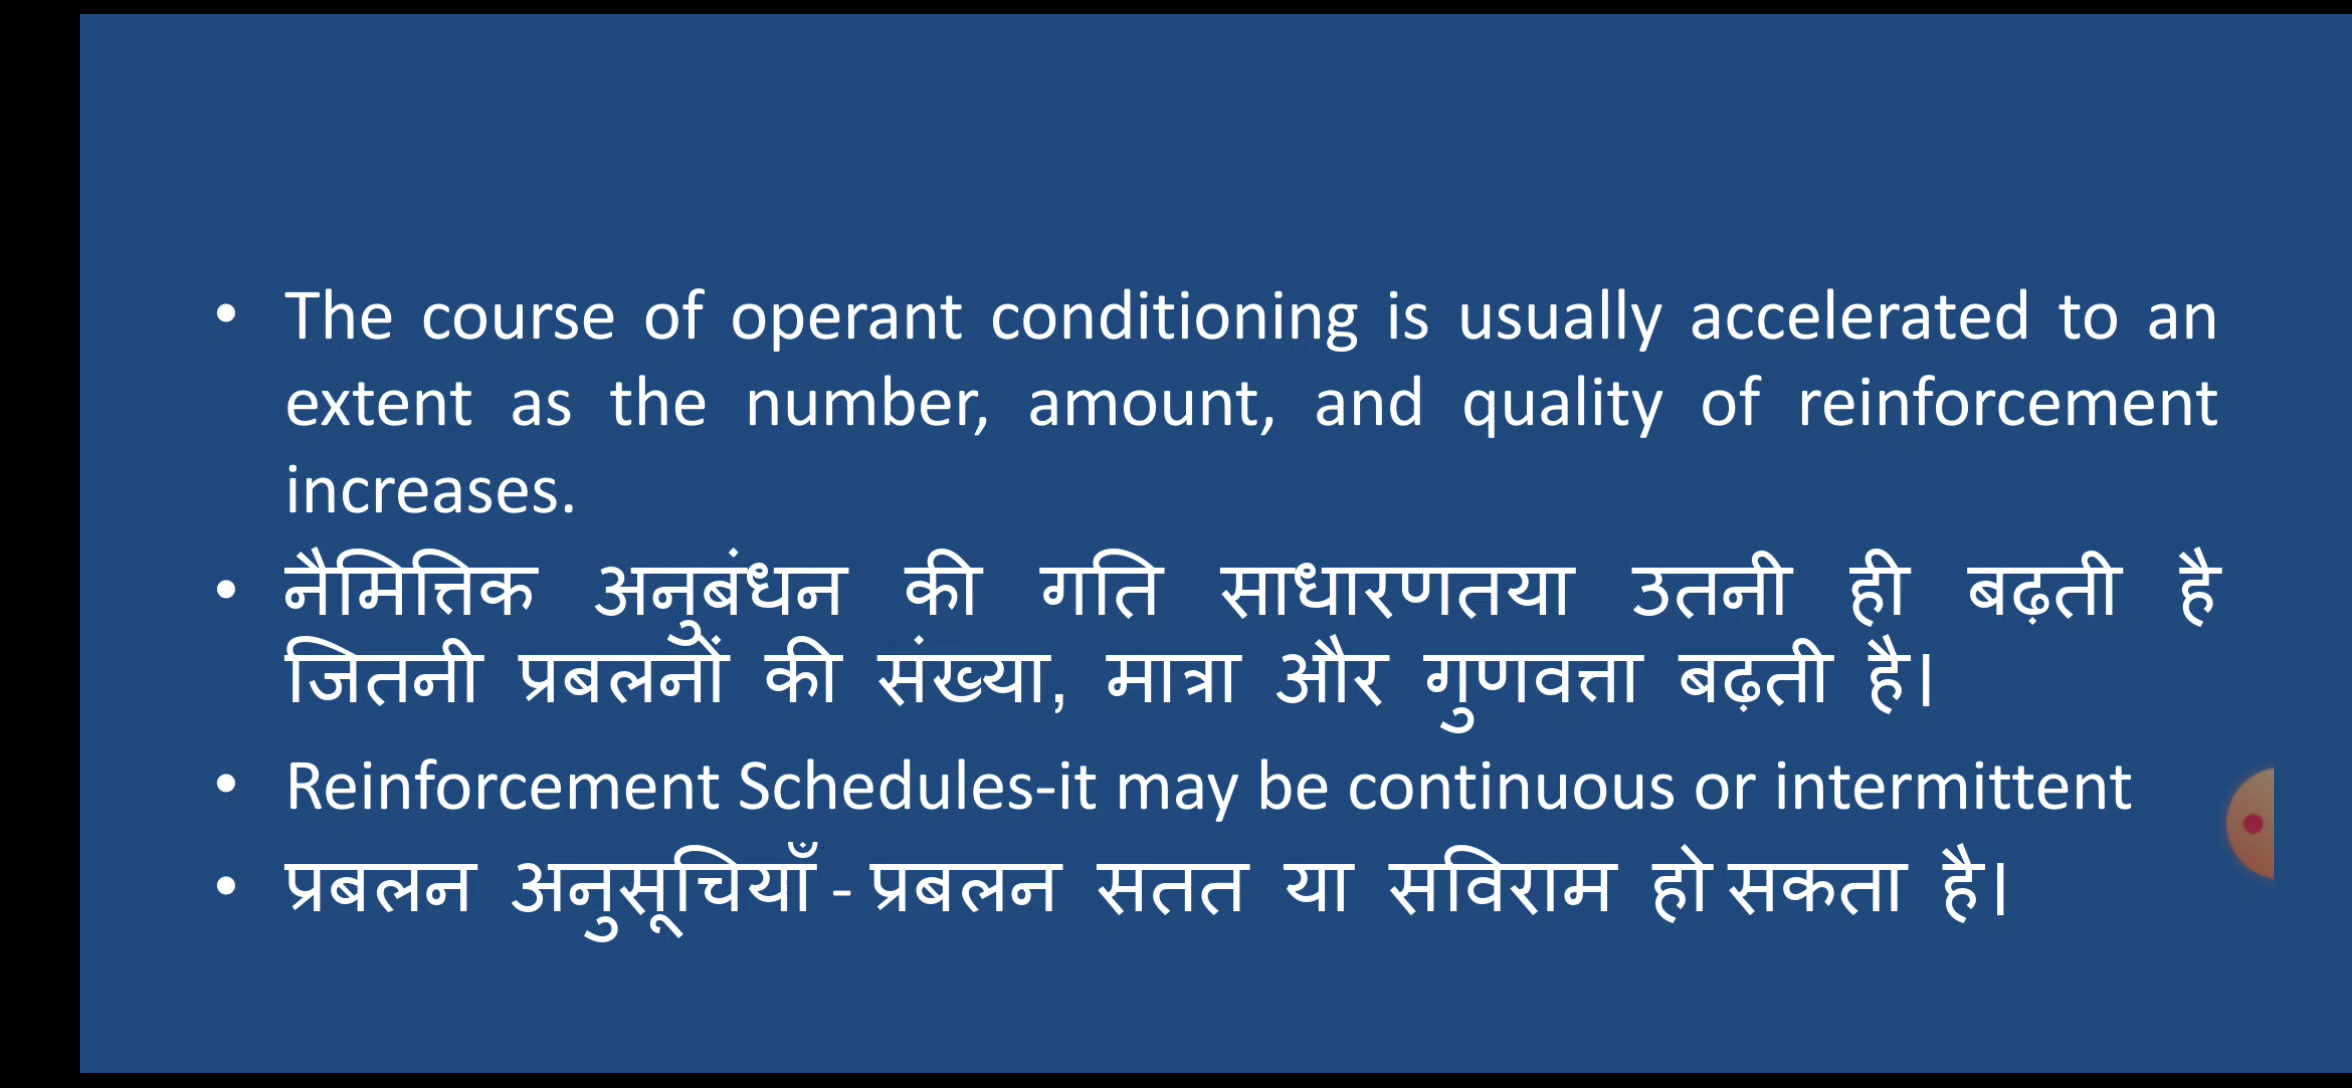 • The course of operant conditioning is usually accelerated to an
extent as the number, amount, and quality of reinforcement
increases.
• नैमित्तिक अनुबंधन की गति साधारणतया उतनी ही बढ़ती है
जितनी प्रबलनों की संख्या, मात्रा और गुणवत्ता बढ़ती है।
• Reinforcement Schedules-it may be continuous or intermittent
• प्रबलन अनुसूचियाँ - प्रबलन सतत या सविराम हो सकता है।